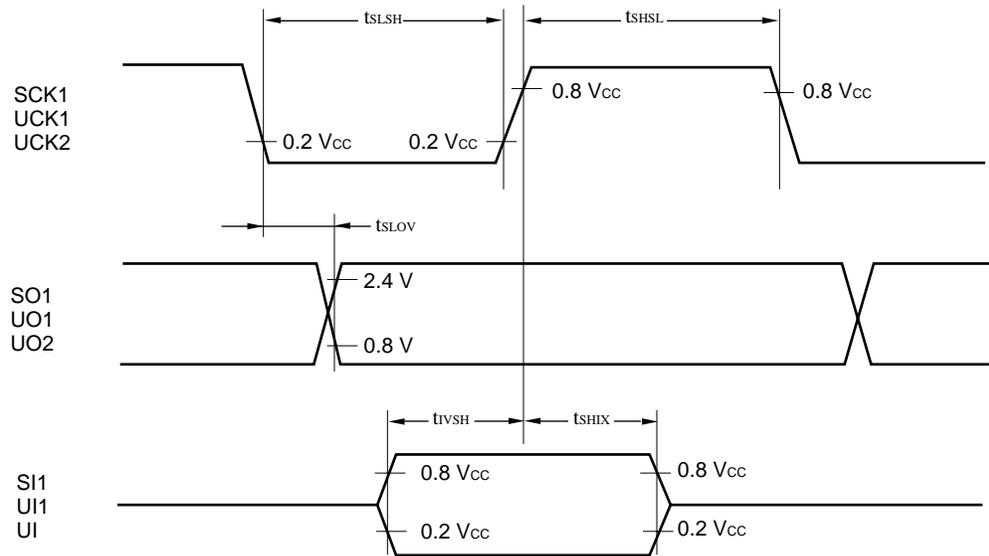 tSLSH
tSHSL
SCK1
UCK1
UCK2
0.8 VCC
0.8 VCC
0.2 VCC
0.2 VCC
tSLOV
SO1
UO1
UO2
2.4 V
0.8 V
tIVSH
tSHIX
SI1
UI1
UI
0.8 VCC
0.8 VCC
0.2 VCC
0.2 VCC